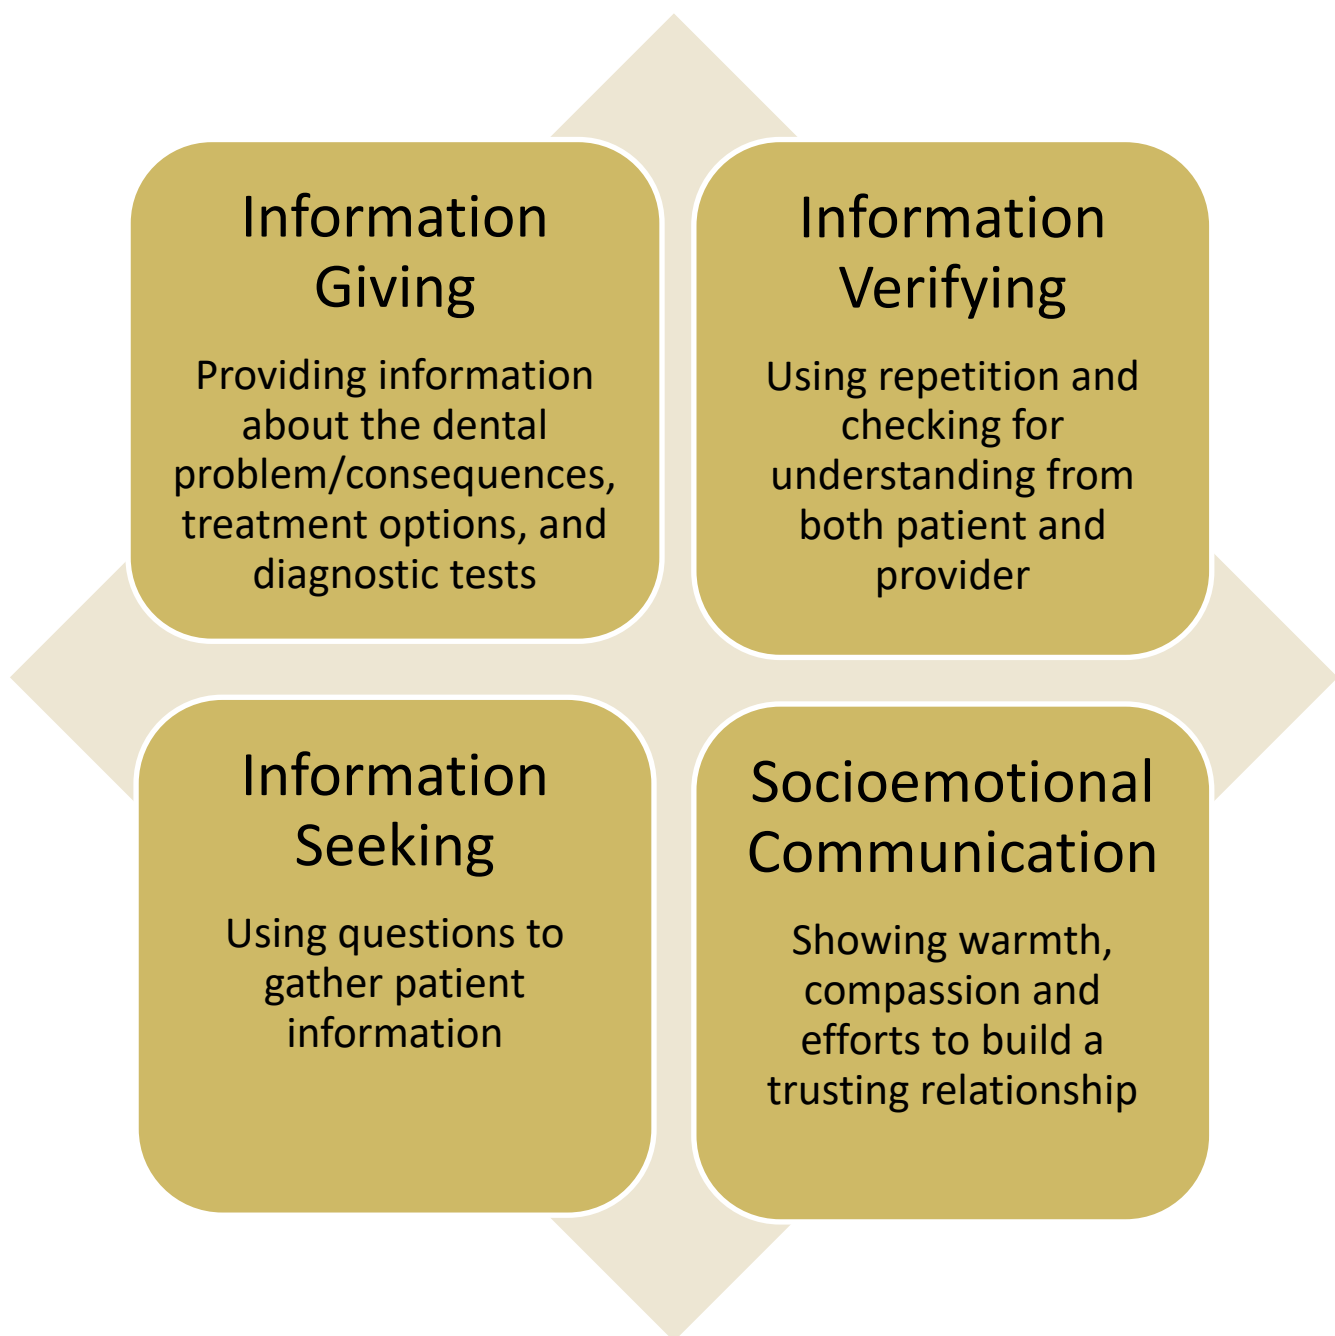 Information
Giving
Providing information
about the dental
problem/consequences,
treatment options, and
diagnostic tests
Information
Verifying
Using repetition and
checking for
understanding from
both patient and
provider
Information
Seeking
Using questions to
gather patient
information
Socioemotional
Communication
Showing warmth,
compassion and
efforts to build a
trusting relationship